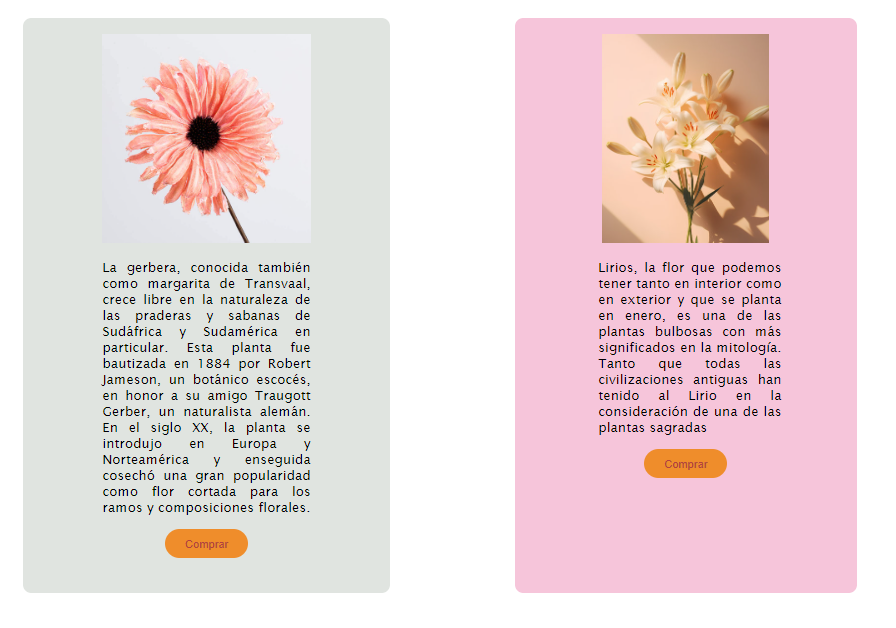 La gerbera, conocida también
como margarita de Transvaal,
crece libre en la naturaleza de
las praderas y sabanas de
Sudáfrica y Sudamérica en
particular. Esta planta fue
bautizada en 1884 por Robert
Jameson, un botánico escocés,
en honor a su amigo Traugott
Gerber, un naturalista alemán.
En el siglo XX, la planta se
introdujo en Europa y
Norteamérica y enseguida
cosechó una gran popularidad
como flor cortada para los
ramos y composiciones florales.
Comprar
Lirios, la flor que podemos
tener tanto en interior como
en exterior y que se planta
en enero, es una de las
plantas bulbosas con más
significados en la mitología.
Tanto que todas las
civilizaciones antiguas han
tenido al Lirio en la
consideración de una de las
plantas sagradas
Comprar